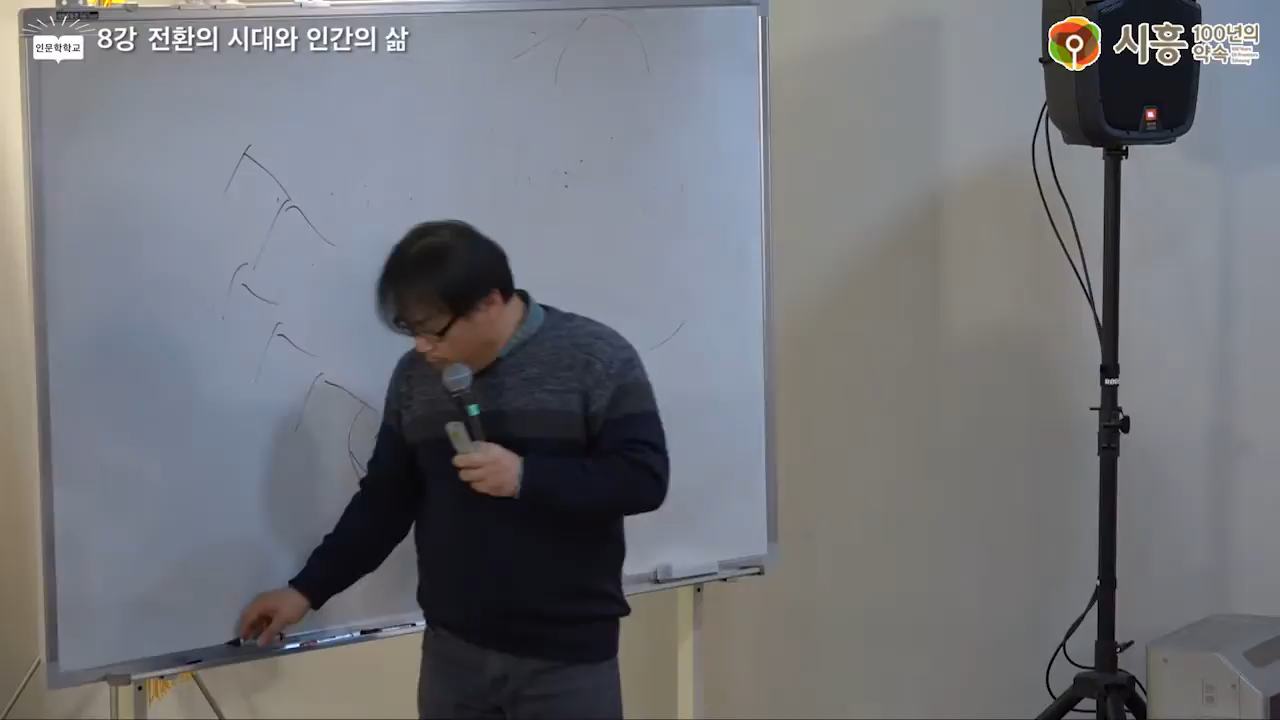 인문학학교
8강 전환의 시대와 인간의 삶
시흥
100년의
약속